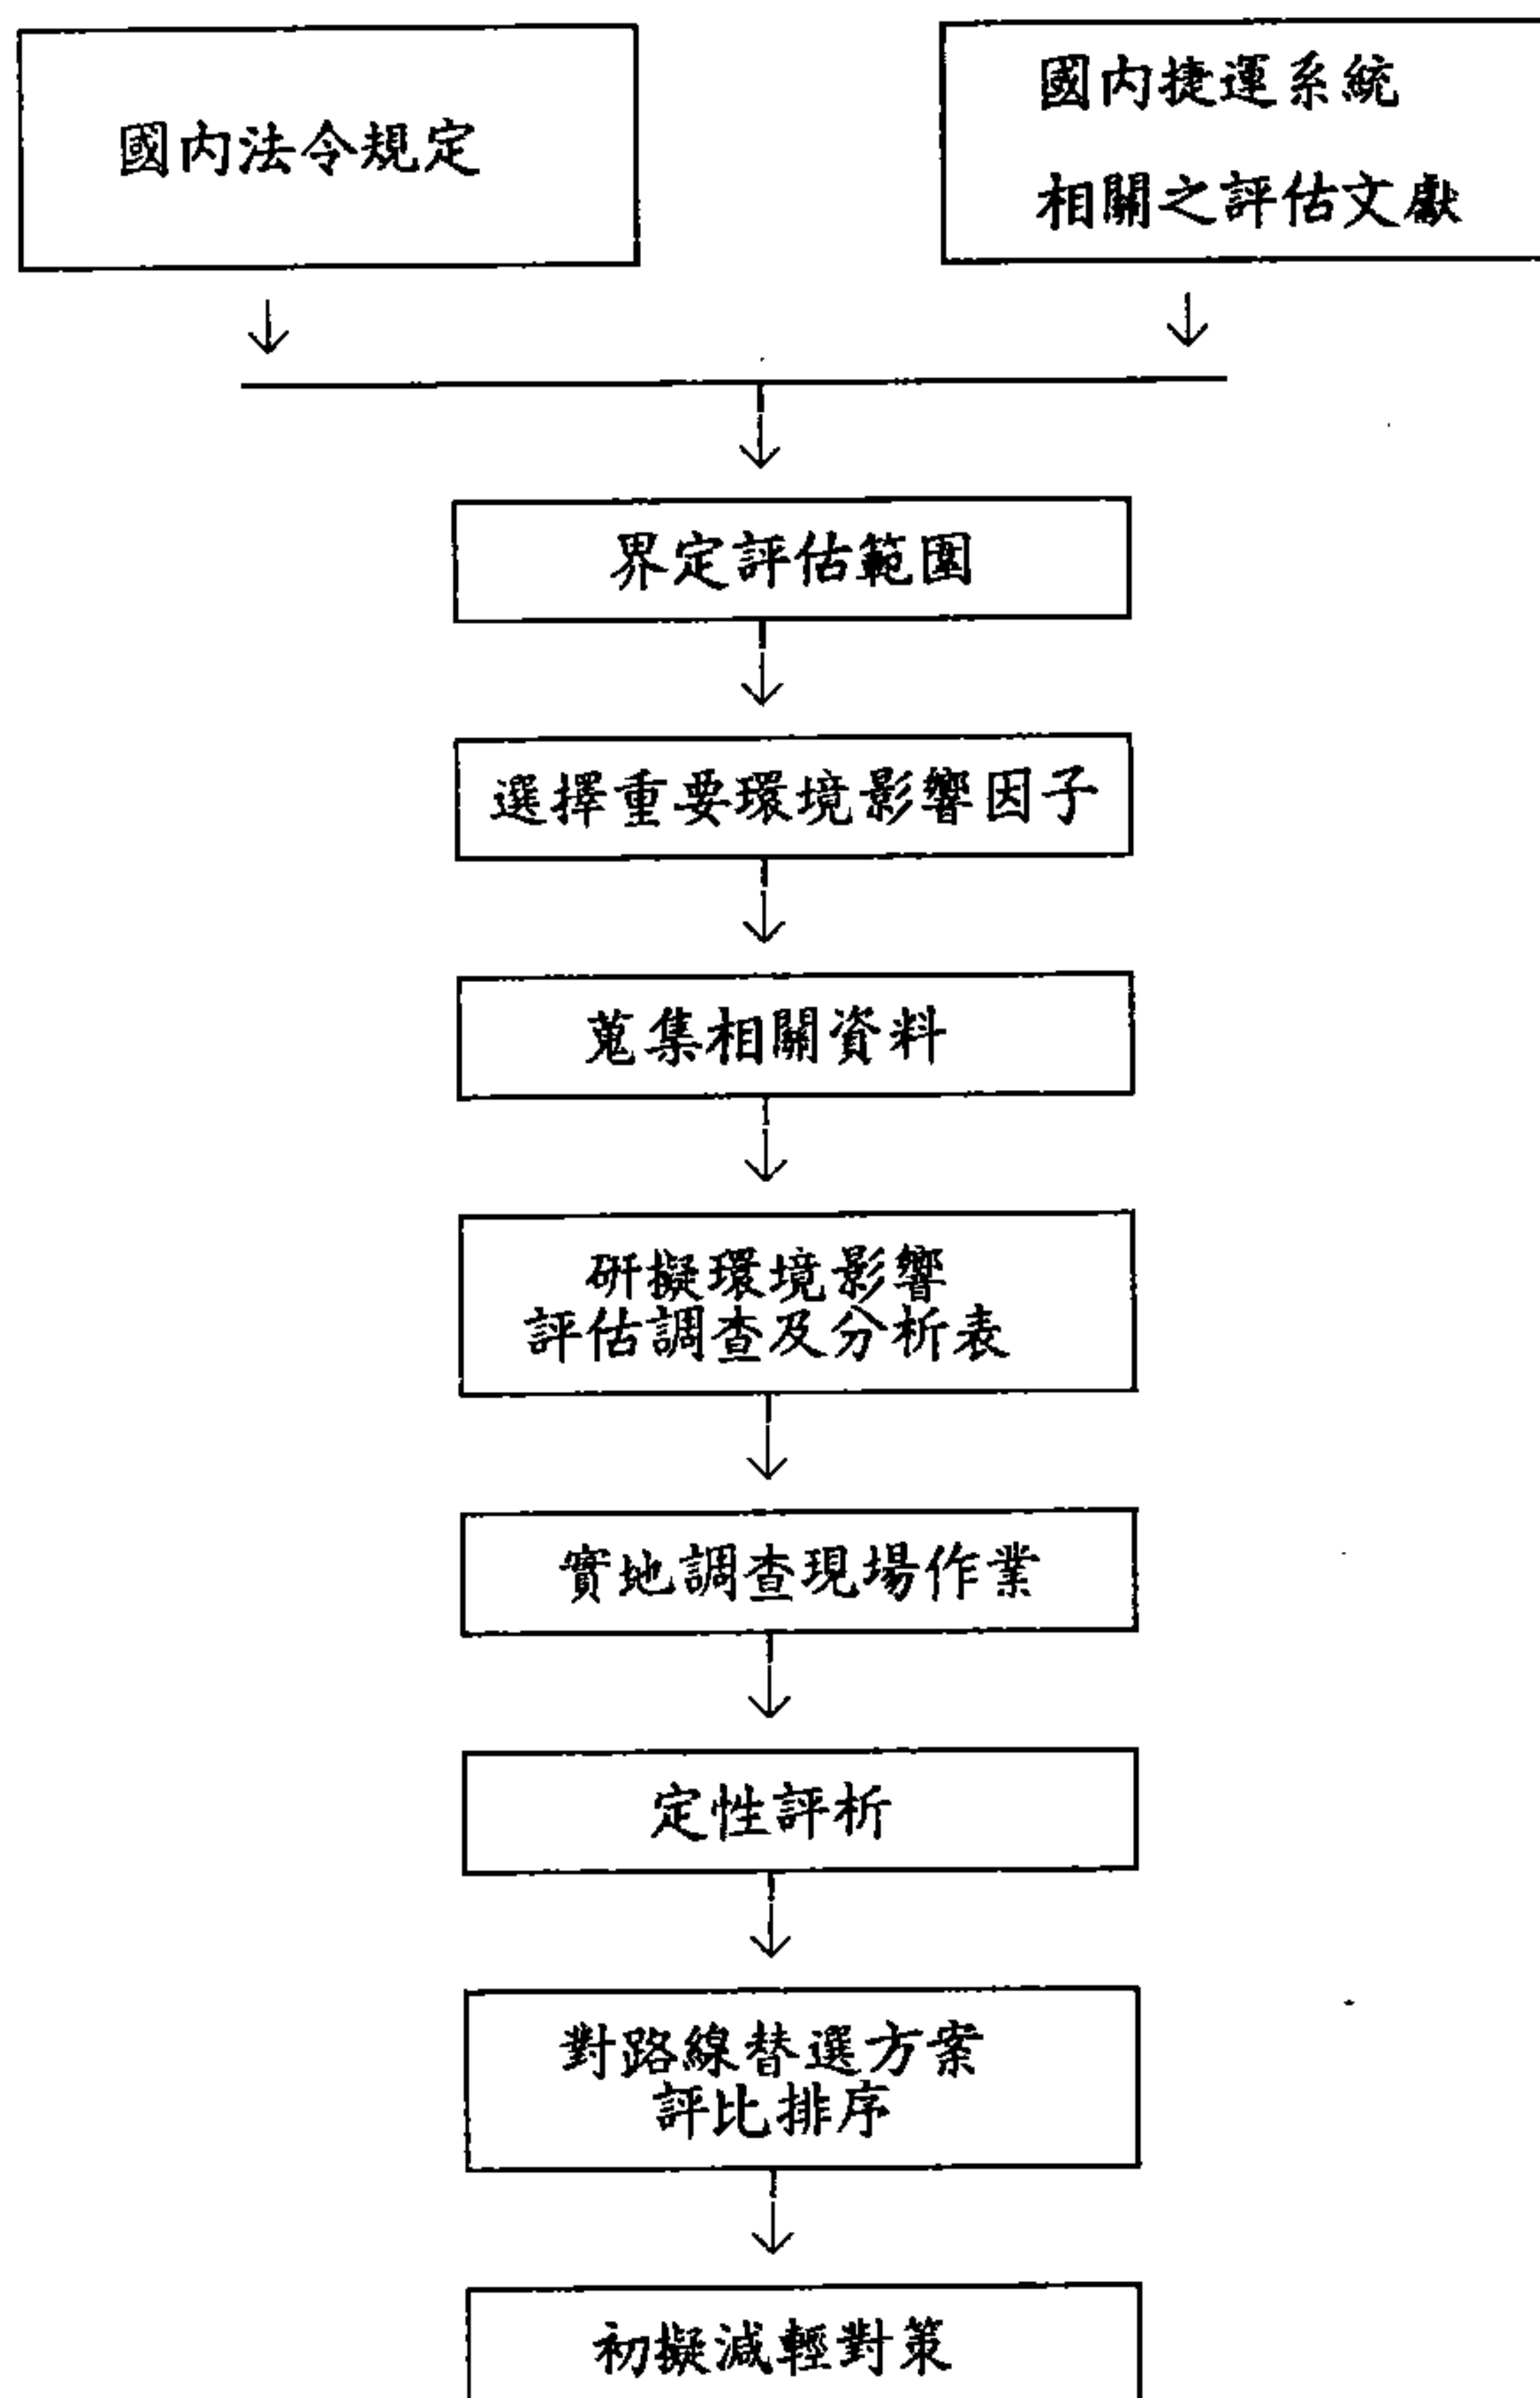 國內法令規定
國內捷運系統
相關之評估文獻
界定評估範圍
選擇重要環境影響因子
蒐集相關資料
研擬環境影響
評估調查及分析表
實地調查現場作業
定性評析
對路線替選方案
評比排序
初擬減輕對策